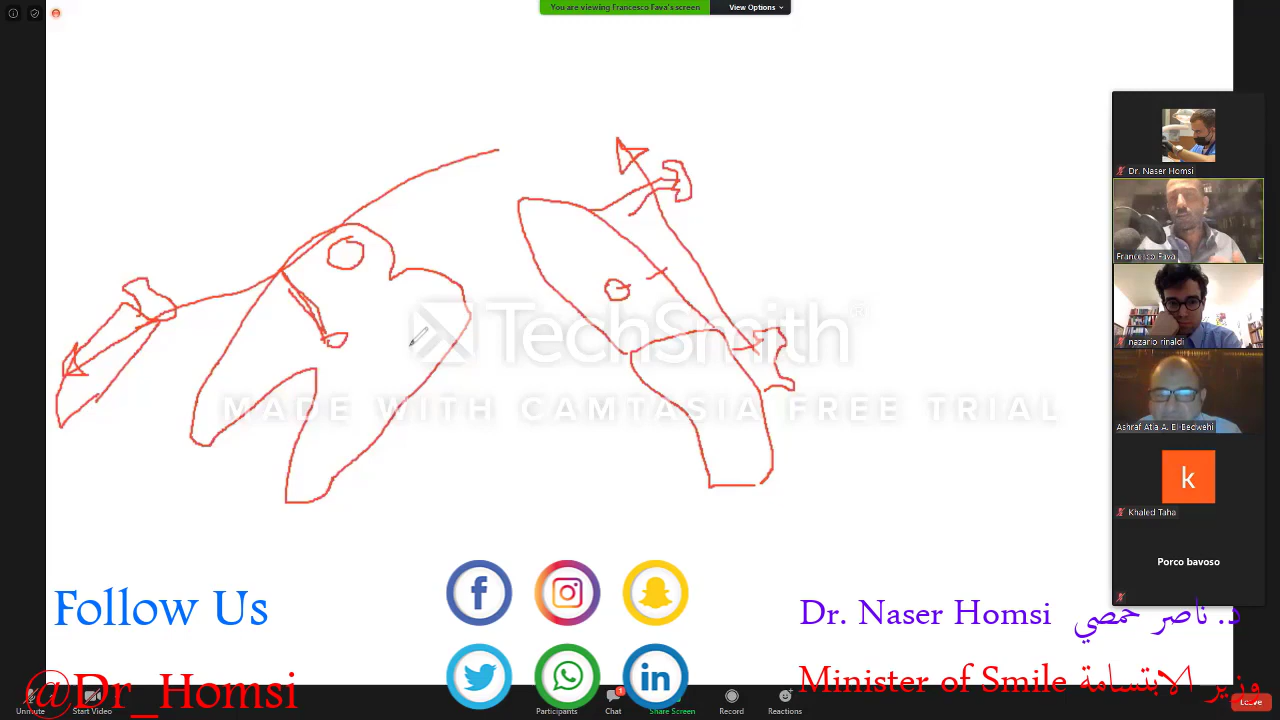 You are viewing Francesco Fava's screen
View Options
Dr. Naser Homsi
Francesco Fava
nazario rinaldi
TechSmith
MADE WITH CAMTASIA FREE TRIAL
Ashraf Atia A. El-Bedwehi
k
Khaled Taha
Porco bavoso
Follow Us
Dr. Naser Homsi د. ناصر حمصي
@Dr_Homsi
Minister of Smile وزير الابتسامة
in
Unmute
Start Video
Participants
1
Chat
Share Screen
Record
Reactions
Leave